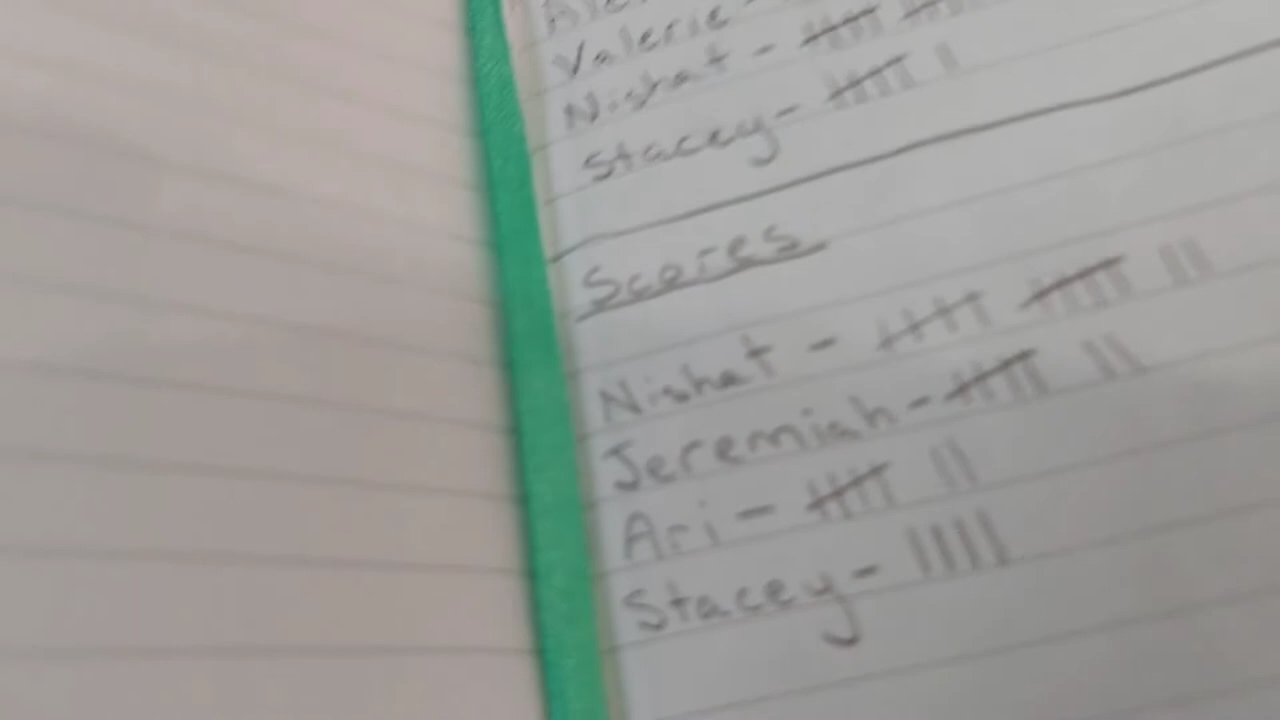 Valerie -
Nishat - 𝍸 𝍸
Stacey - 𝍸 |
Scores
Nishat - 𝍸 𝍸 ||
Jeremiah - 𝍸 ||
Ari - 𝍸 ||
Stacey - ||||